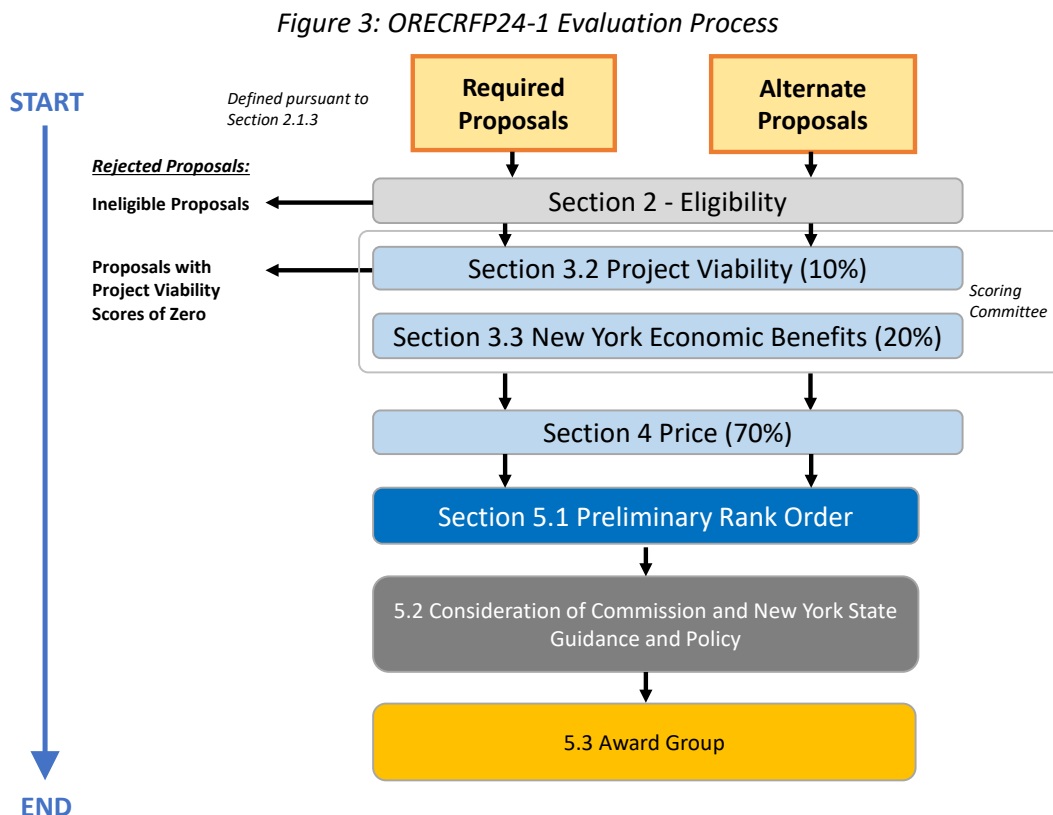 Figure 3: ORECRFP24-1 Evaluation Process
START
Defined pursuant to
Section 2.1.3
Required
Proposals
Alternate
Proposals
Rejected Proposals:
Ineligible Proposals
Section 2 - Eligibility
Proposals with
Project Viability
Scores of Zero
Section 3.2 Project Viability (10%)
Scoring
Committee
Section 3.3 New York Economic Benefits (20%)
Section 4 Price (70%)
Section 5.1 Preliminary Rank Order
5.2 Consideration of Commission and New York State
Guidance and Policy
5.3 Award Group
END